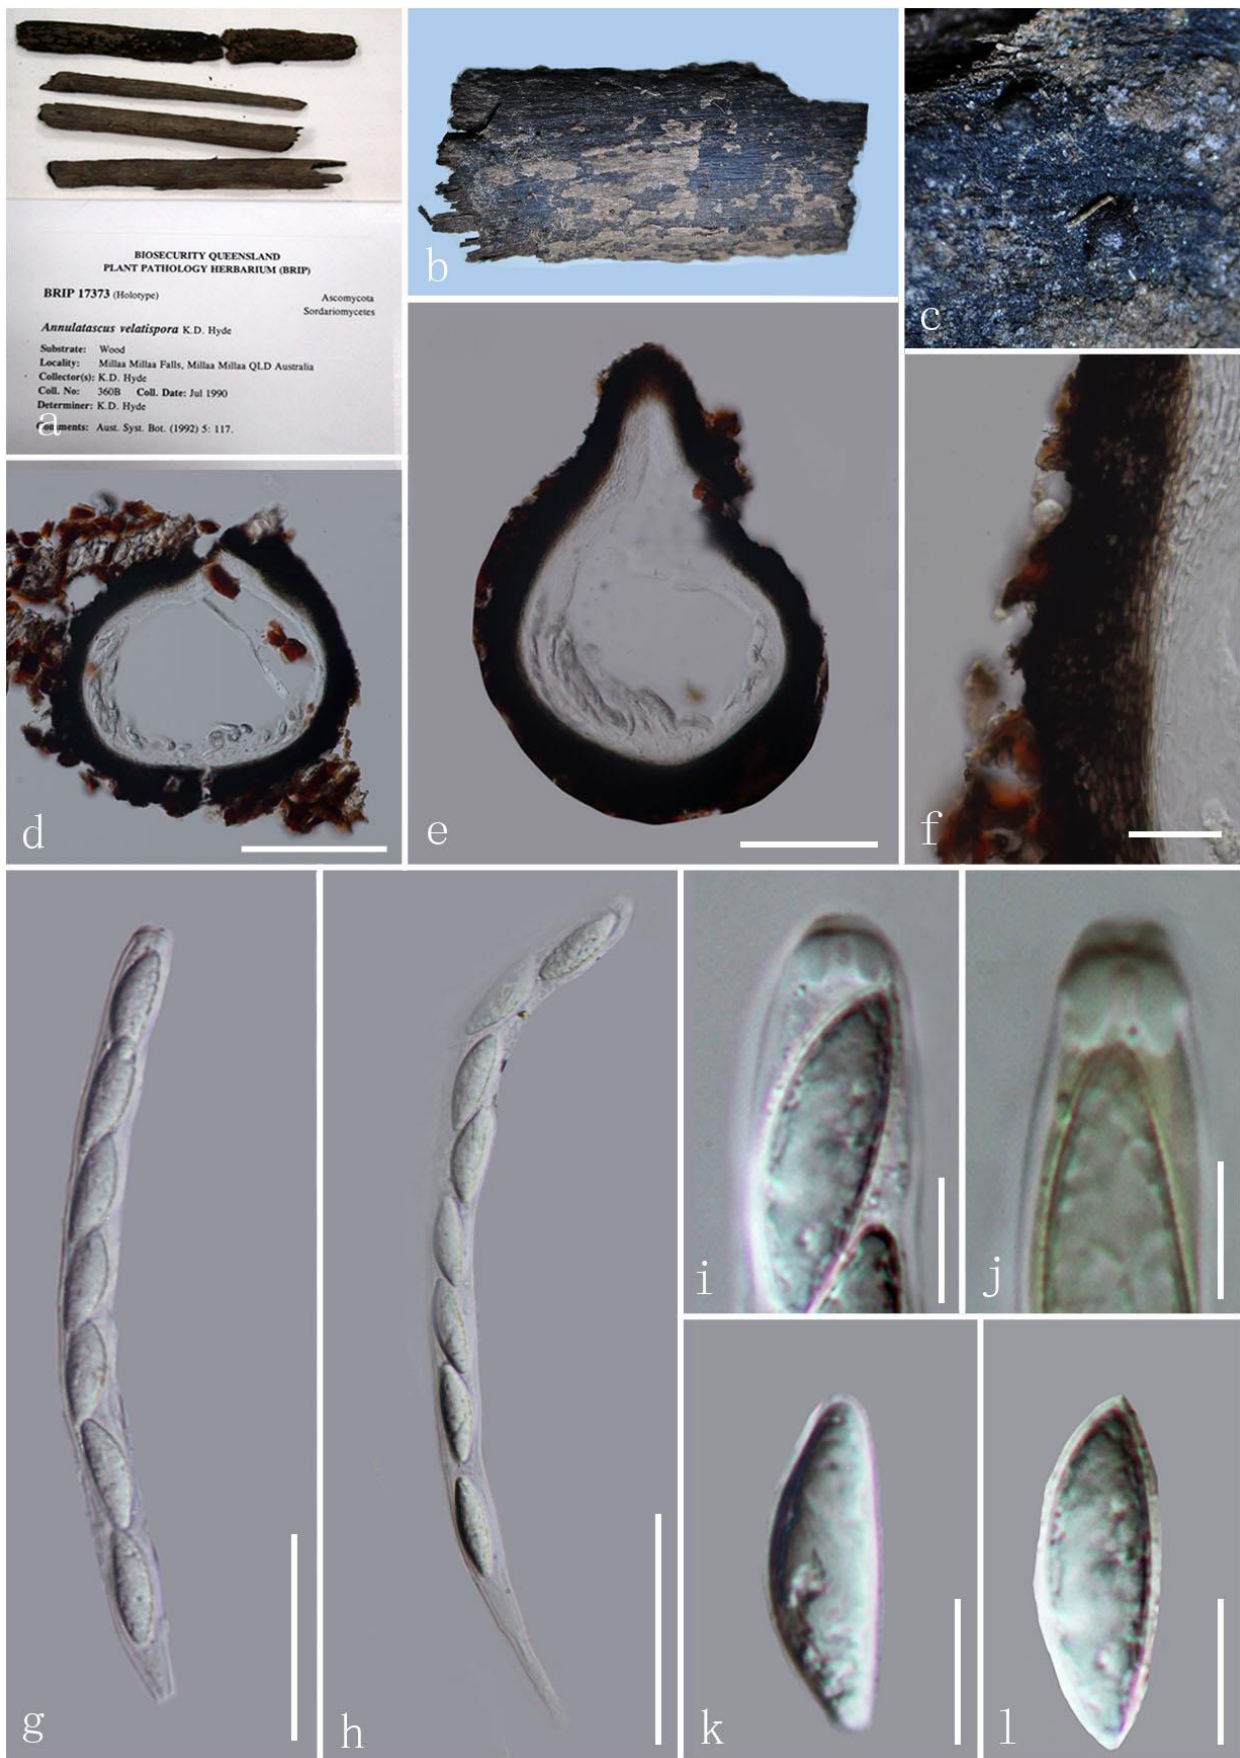 BIOSECURITY QUEENSLAND
PLANT PATHOLOGY HERBARIUM (BRIP)
BRIP 17373 (Holotype)
Ascomycota
Sordariomycetes
Annulatascus velatispora K.D. Hyde
Substrate: Wood
Locality: Millaa Millaa Falls, Millaa Millaa QLD Australia
Collector(s): K.D. Hyde
Coll. No: 360B Coll. Date: Jul 1990
Determiner: K.D. Hyde
Comments: Aust. Syst. Bot. (1992) 5: 117.
a
b
c
d
e
f
g
h
i
j
k
l